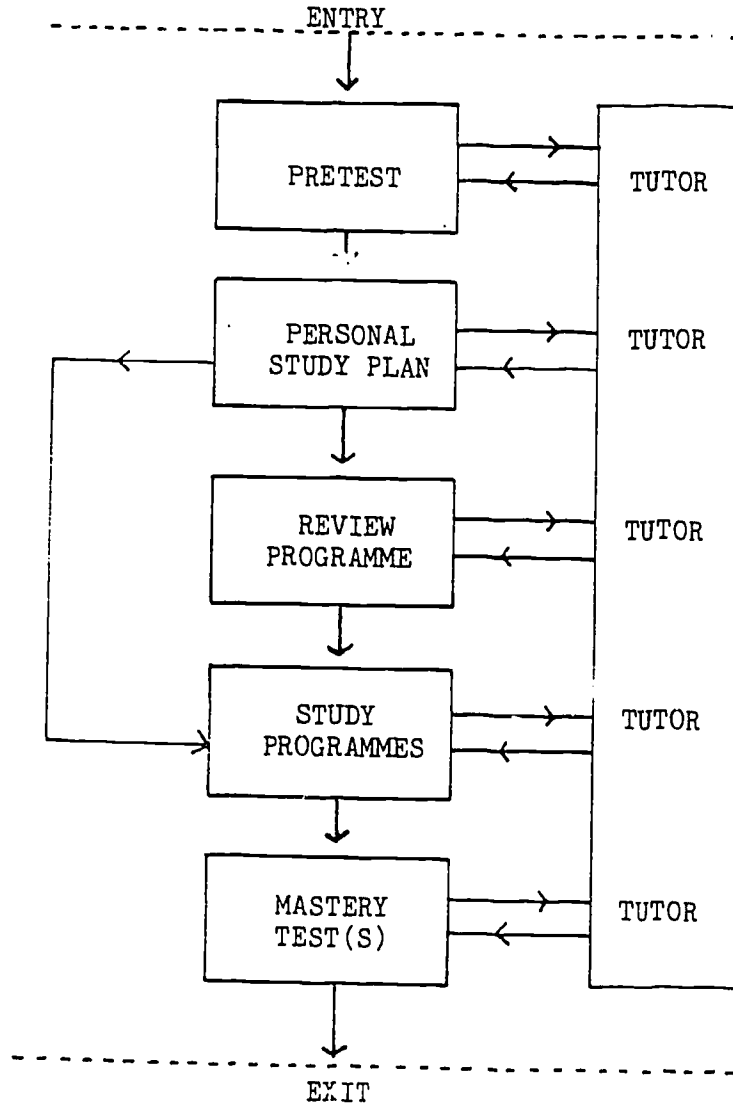 ENTRY
PRETEST
TUTOR
PERSONAL
STUDY PLAN
TUTOR
REVIEW
PROGRAMME
TUTOR
STUDY
PROGRAMMES
TUTOR
MASTERY
TEST(S)
TUTOR
EXIT